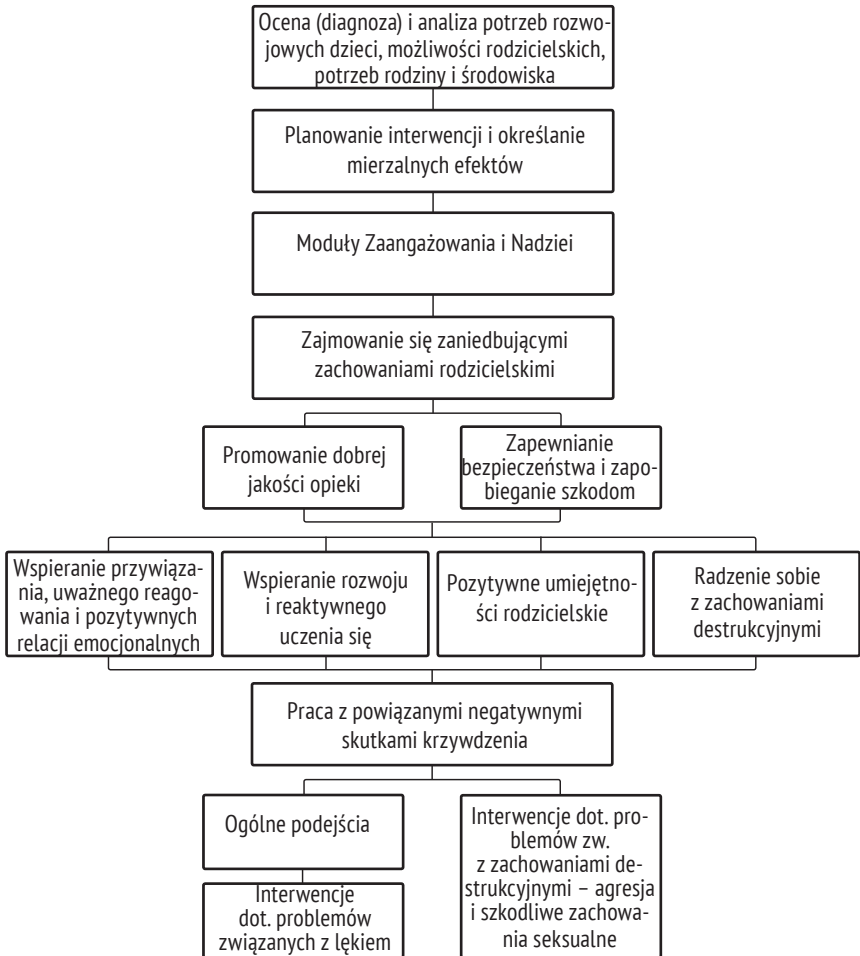 Ocena (diagnoza) i analiza potrzeb rozwo-
jowych dzieci, możliwości rodzicielskich,
potrzeb rodziny i środowiska
Planowanie interwencji i określanie
mierzalnych efektów
Moduły Zaangażowania i Nadziei
Zajmowanie się zaniedbującymi
zachowaniami rodzicielskimi
Promowanie dobrej
jakości opieki
Zapewnianie
bezpieczeństwa i zapo-
bieganie szkodom
Wspieranie przywiąza-
nia, uważnego reago-
wania i pozytywnych
relacji emocjonalnych
Wspieranie rozwoju
i reaktywnego
uczenia się
Pozytywne umiejętno-
ści rodzicielskie
Radzenie sobie
z zachowaniami
destrukcyjnymi
Praca z powiązanymi negatywnymi
skutkami krzywdzenia
Ogólne podejścia
Interwencje
dot. problemów
związanych z lękiem
Interwencje dot. pro-
blemów zw.
z zachowaniami de-
strukcyjnymi – agresja
i szkodliwe zachowa-
nia seksualne